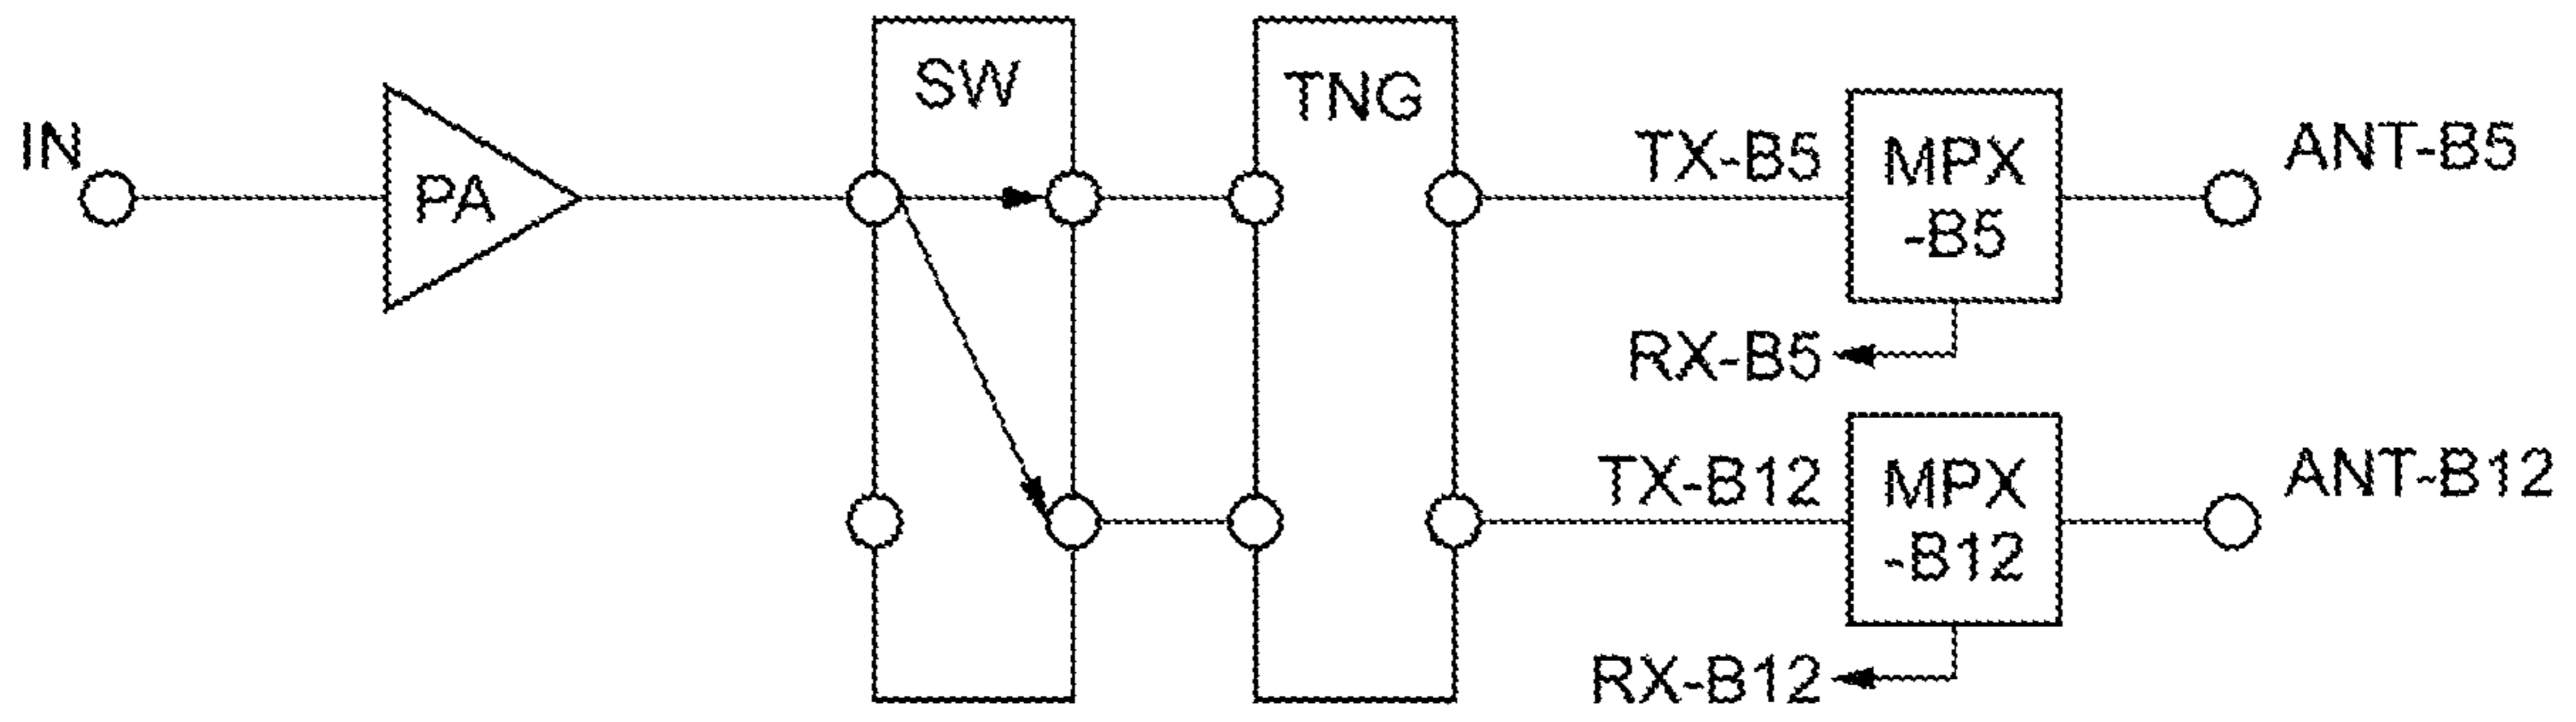 IN
PA
SW
TNG
TX-B5
MPX
-B5
ANT-B5
RX-B5
TX-B12
MPX
-B12
ANT-B12
RX-B12